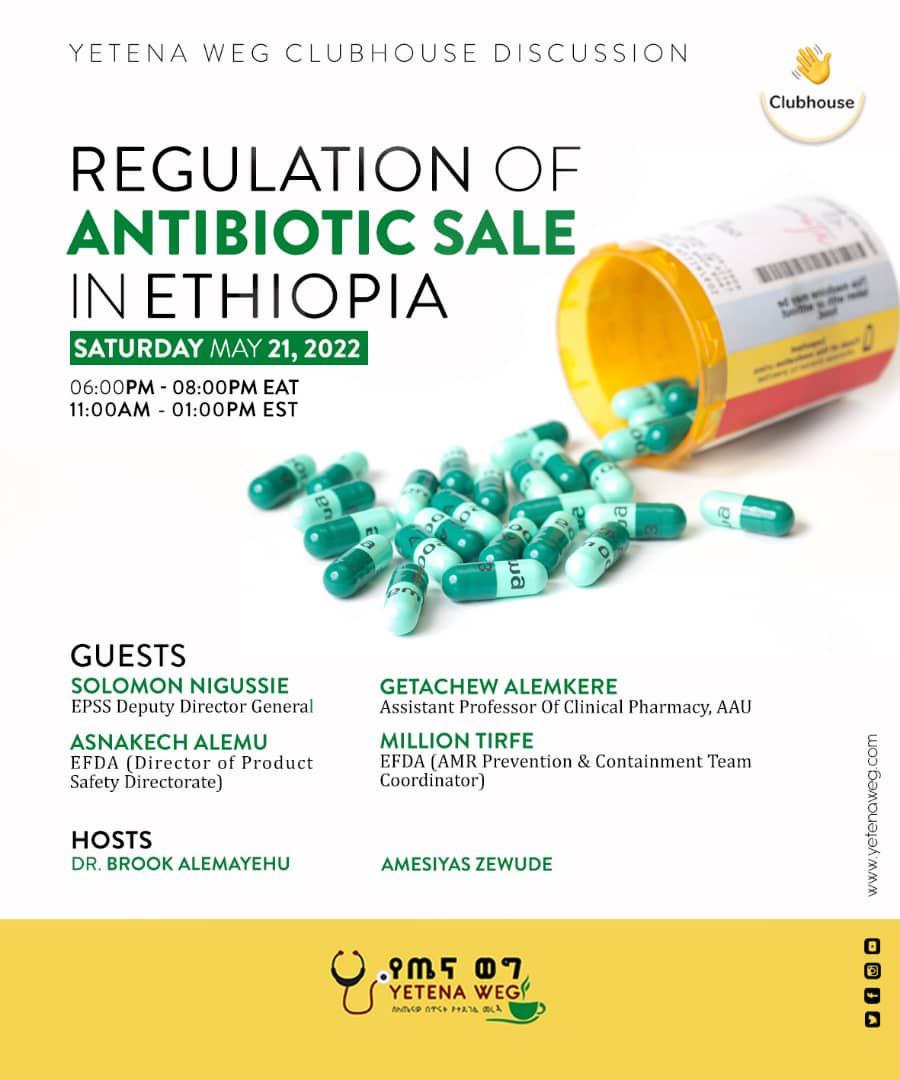 YETENA WEG CLUBHOUSE DISCUSSION
Clubhouse
REGULATION OF
ANTIBIOTIC SALE
IN ETHIOPIA
SATURDAY MAY 21, 2022
06:00PM - 08:00PM EAT
11:00AM - 01:00PM EST
GUESTS
SOLOMON NIGUSSIE
EPSS Deputy Director General
GETACHEW ALEMKERE
Assistant Professor Of Clinical Pharmacy, AAU
ASNAKECH ALEMU
EFDA (Director of Product
Safety Directorate)
MILLION TIRFE
EFDA (AMR Prevention & Containment Team
Coordinator)
HOSTS
DR. BROOK ALEMAYEHU
AMESIYAS ZEWUDE
www.yetenaweg.com
የጤና ወግ
YETENA WEG